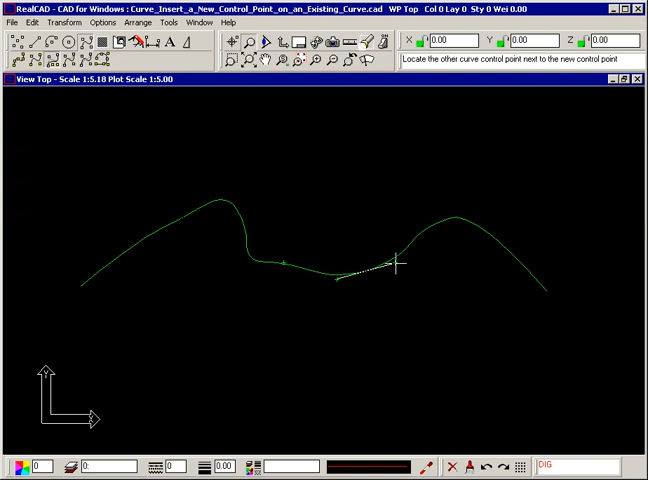 RealCAD - CAD for Windows : Curve_Insert_a_New_Control_Point_on_an_Existing_Curve.cad WP Top Col 0 Lay 0 Sty 0 Wei 0.00
File Edit Transform Options Arrange Tools Window Help
X 0.00 Y 0.00 Z 0.00
Locate the other curve control point next to the new control point
View Top - Scale 1:5.18 Plot Scale 1:5.00
Y
X
0 0: 0 0.00 DIG